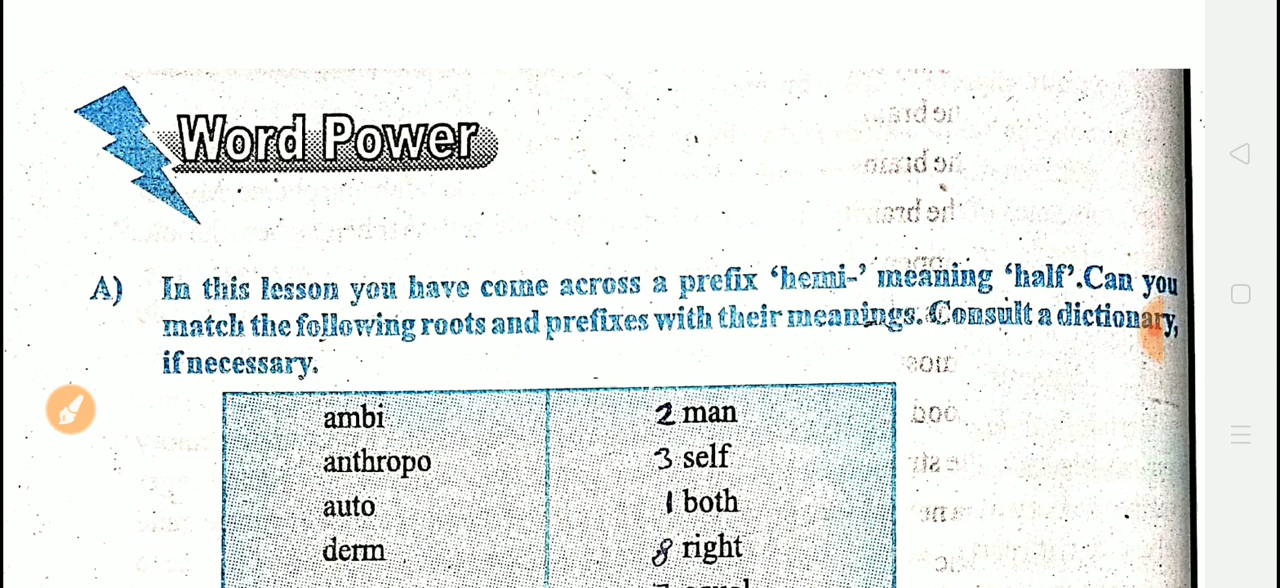 Word Power
A) In this lesson you have come across a prefix ‘hemi-’ meaning ‘half’.Can you
match the following roots and prefixes with their meanings. Consult a dictionary,
if necessary.
ambi 2 man
anthropo 3 self
auto 1 both
derm 8 right